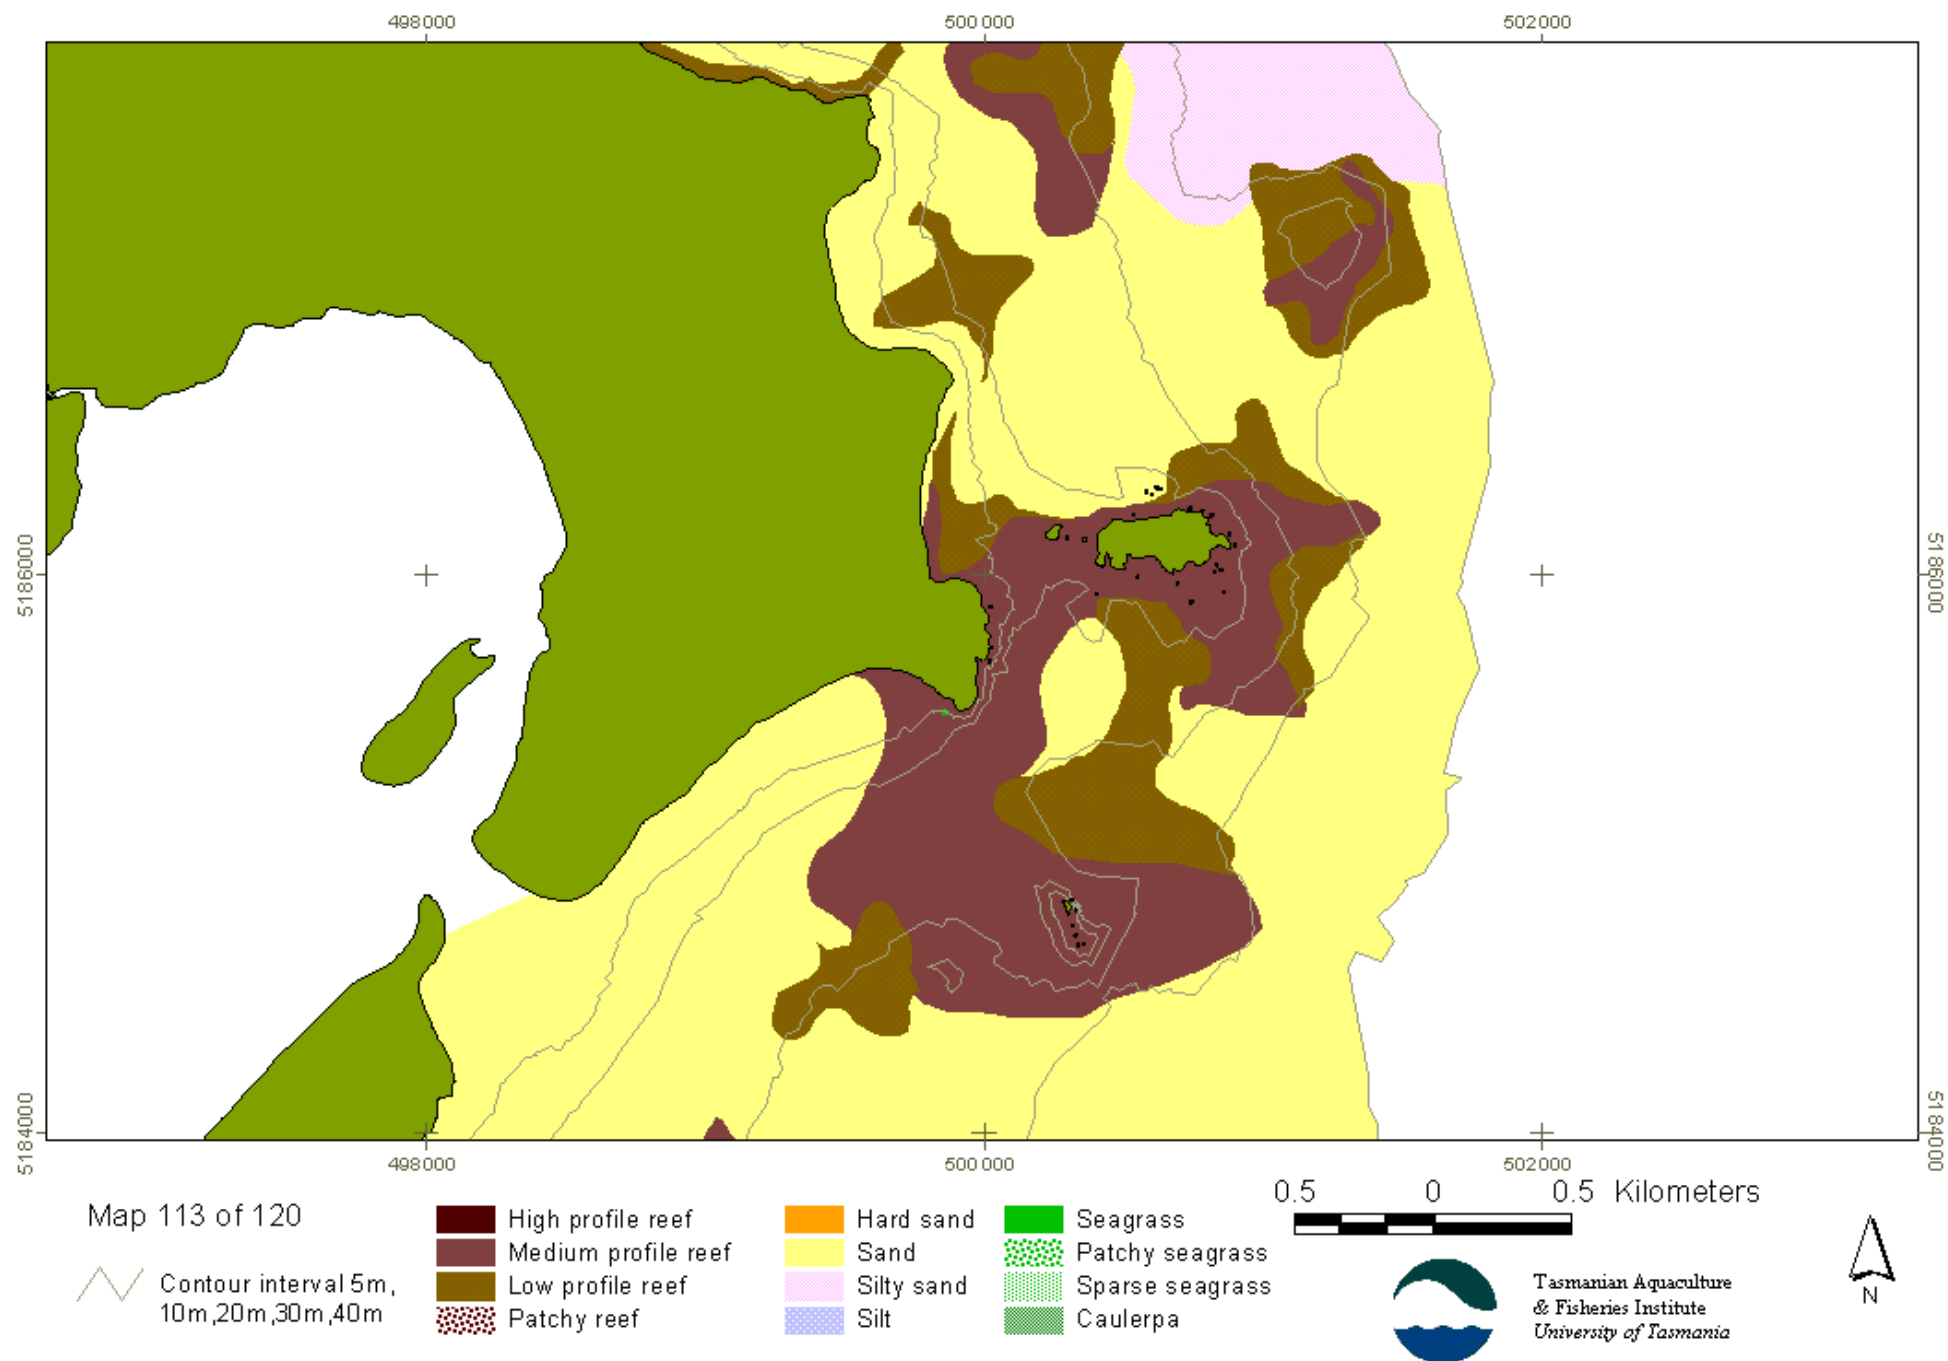 498000 500000 502000
5186000 5186000
5184000 5184000
498000 500000 502000
Map 113 of 120
Contour interval 5m,
10m,20m,30m,40m
High profile reef
Medium profile reef
Low profile reef
Patchy reef
Hard sand
Sand
Silty sand
Silt
Seagrass
Patchy seagrass
Sparse seagrass
Caulerpa
0.5 0 0.5 Kilometers
Tasmanian Aquaculture
& Fisheries Institute
University of Tasmania
N